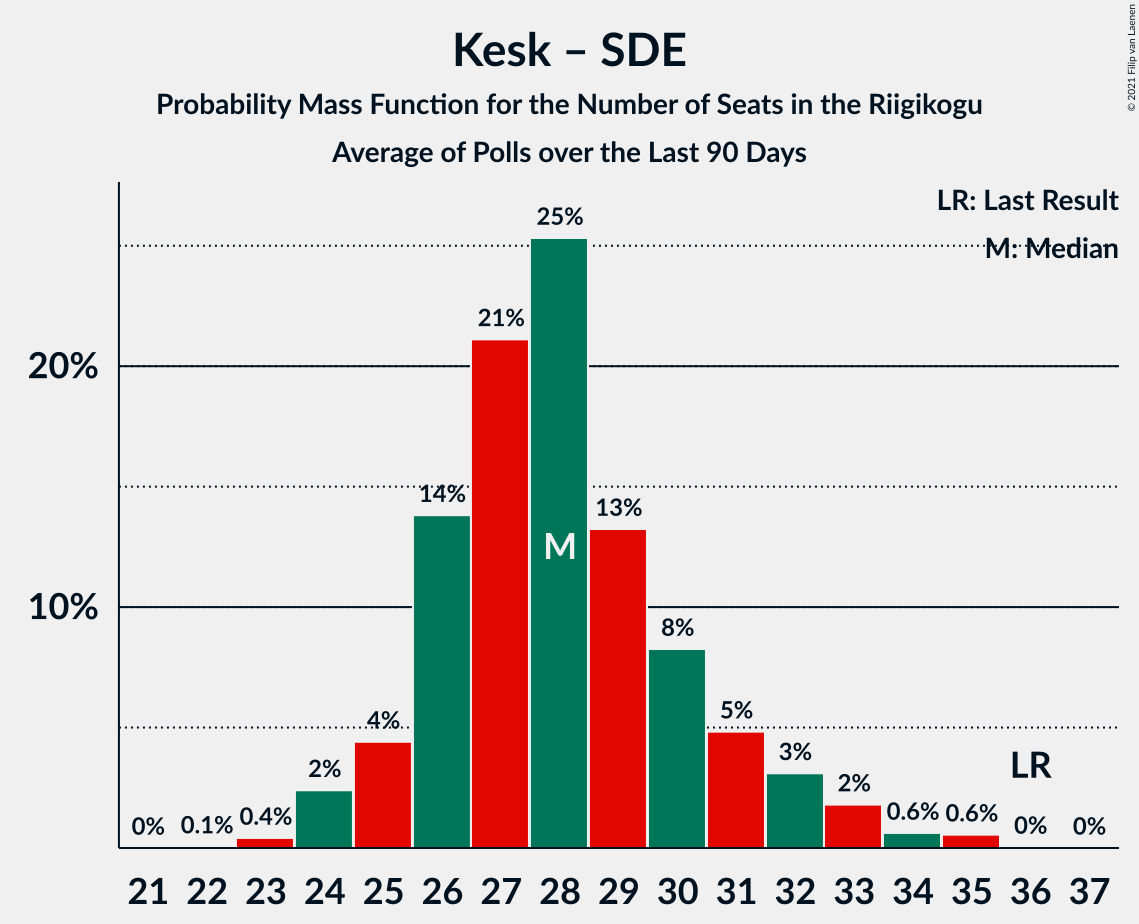 Kesk – SDE
Probability Mass Function for the Number of Seats in the Riigikogu
Average of Polls over the Last 90 Days
© 2021 Filip van Laenen
LR: Last Result
M: Median
25%
21%
20%
14%
13%
M
10%
8%
5%
4%
3%
LR
2%
2%
0.4%
0.6%
0.6%
0%
0.1%
0%
0%
21 22 23 24 25 26 27 28 29 30 31 32 33 34 35 36 37